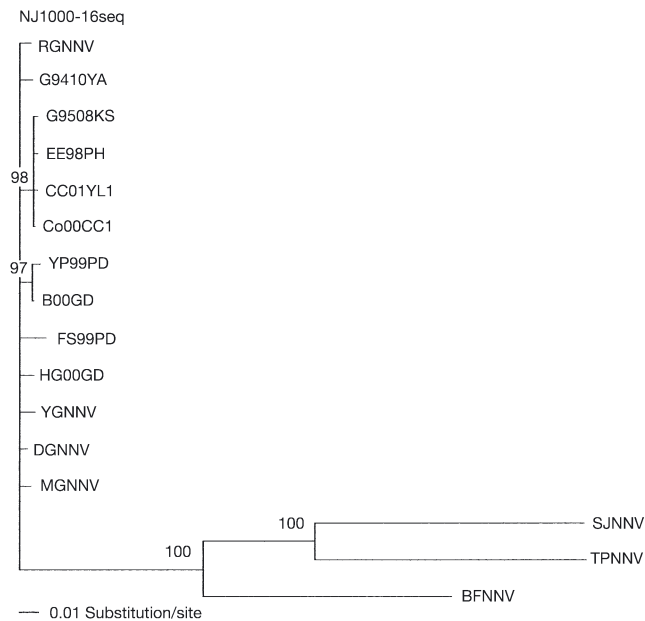 NJ1000-16seq
RGNNV
G9410YA
G9508KS
EE98PH
98
CC01YL1
Co00CC1
97
YP99PD
B00GD
FS99PD
HG00GD
YGNNV
DGNNV
MGNNV
100
SJNNV
100
TPNNV
BFNNV
0.01 Substitution/site